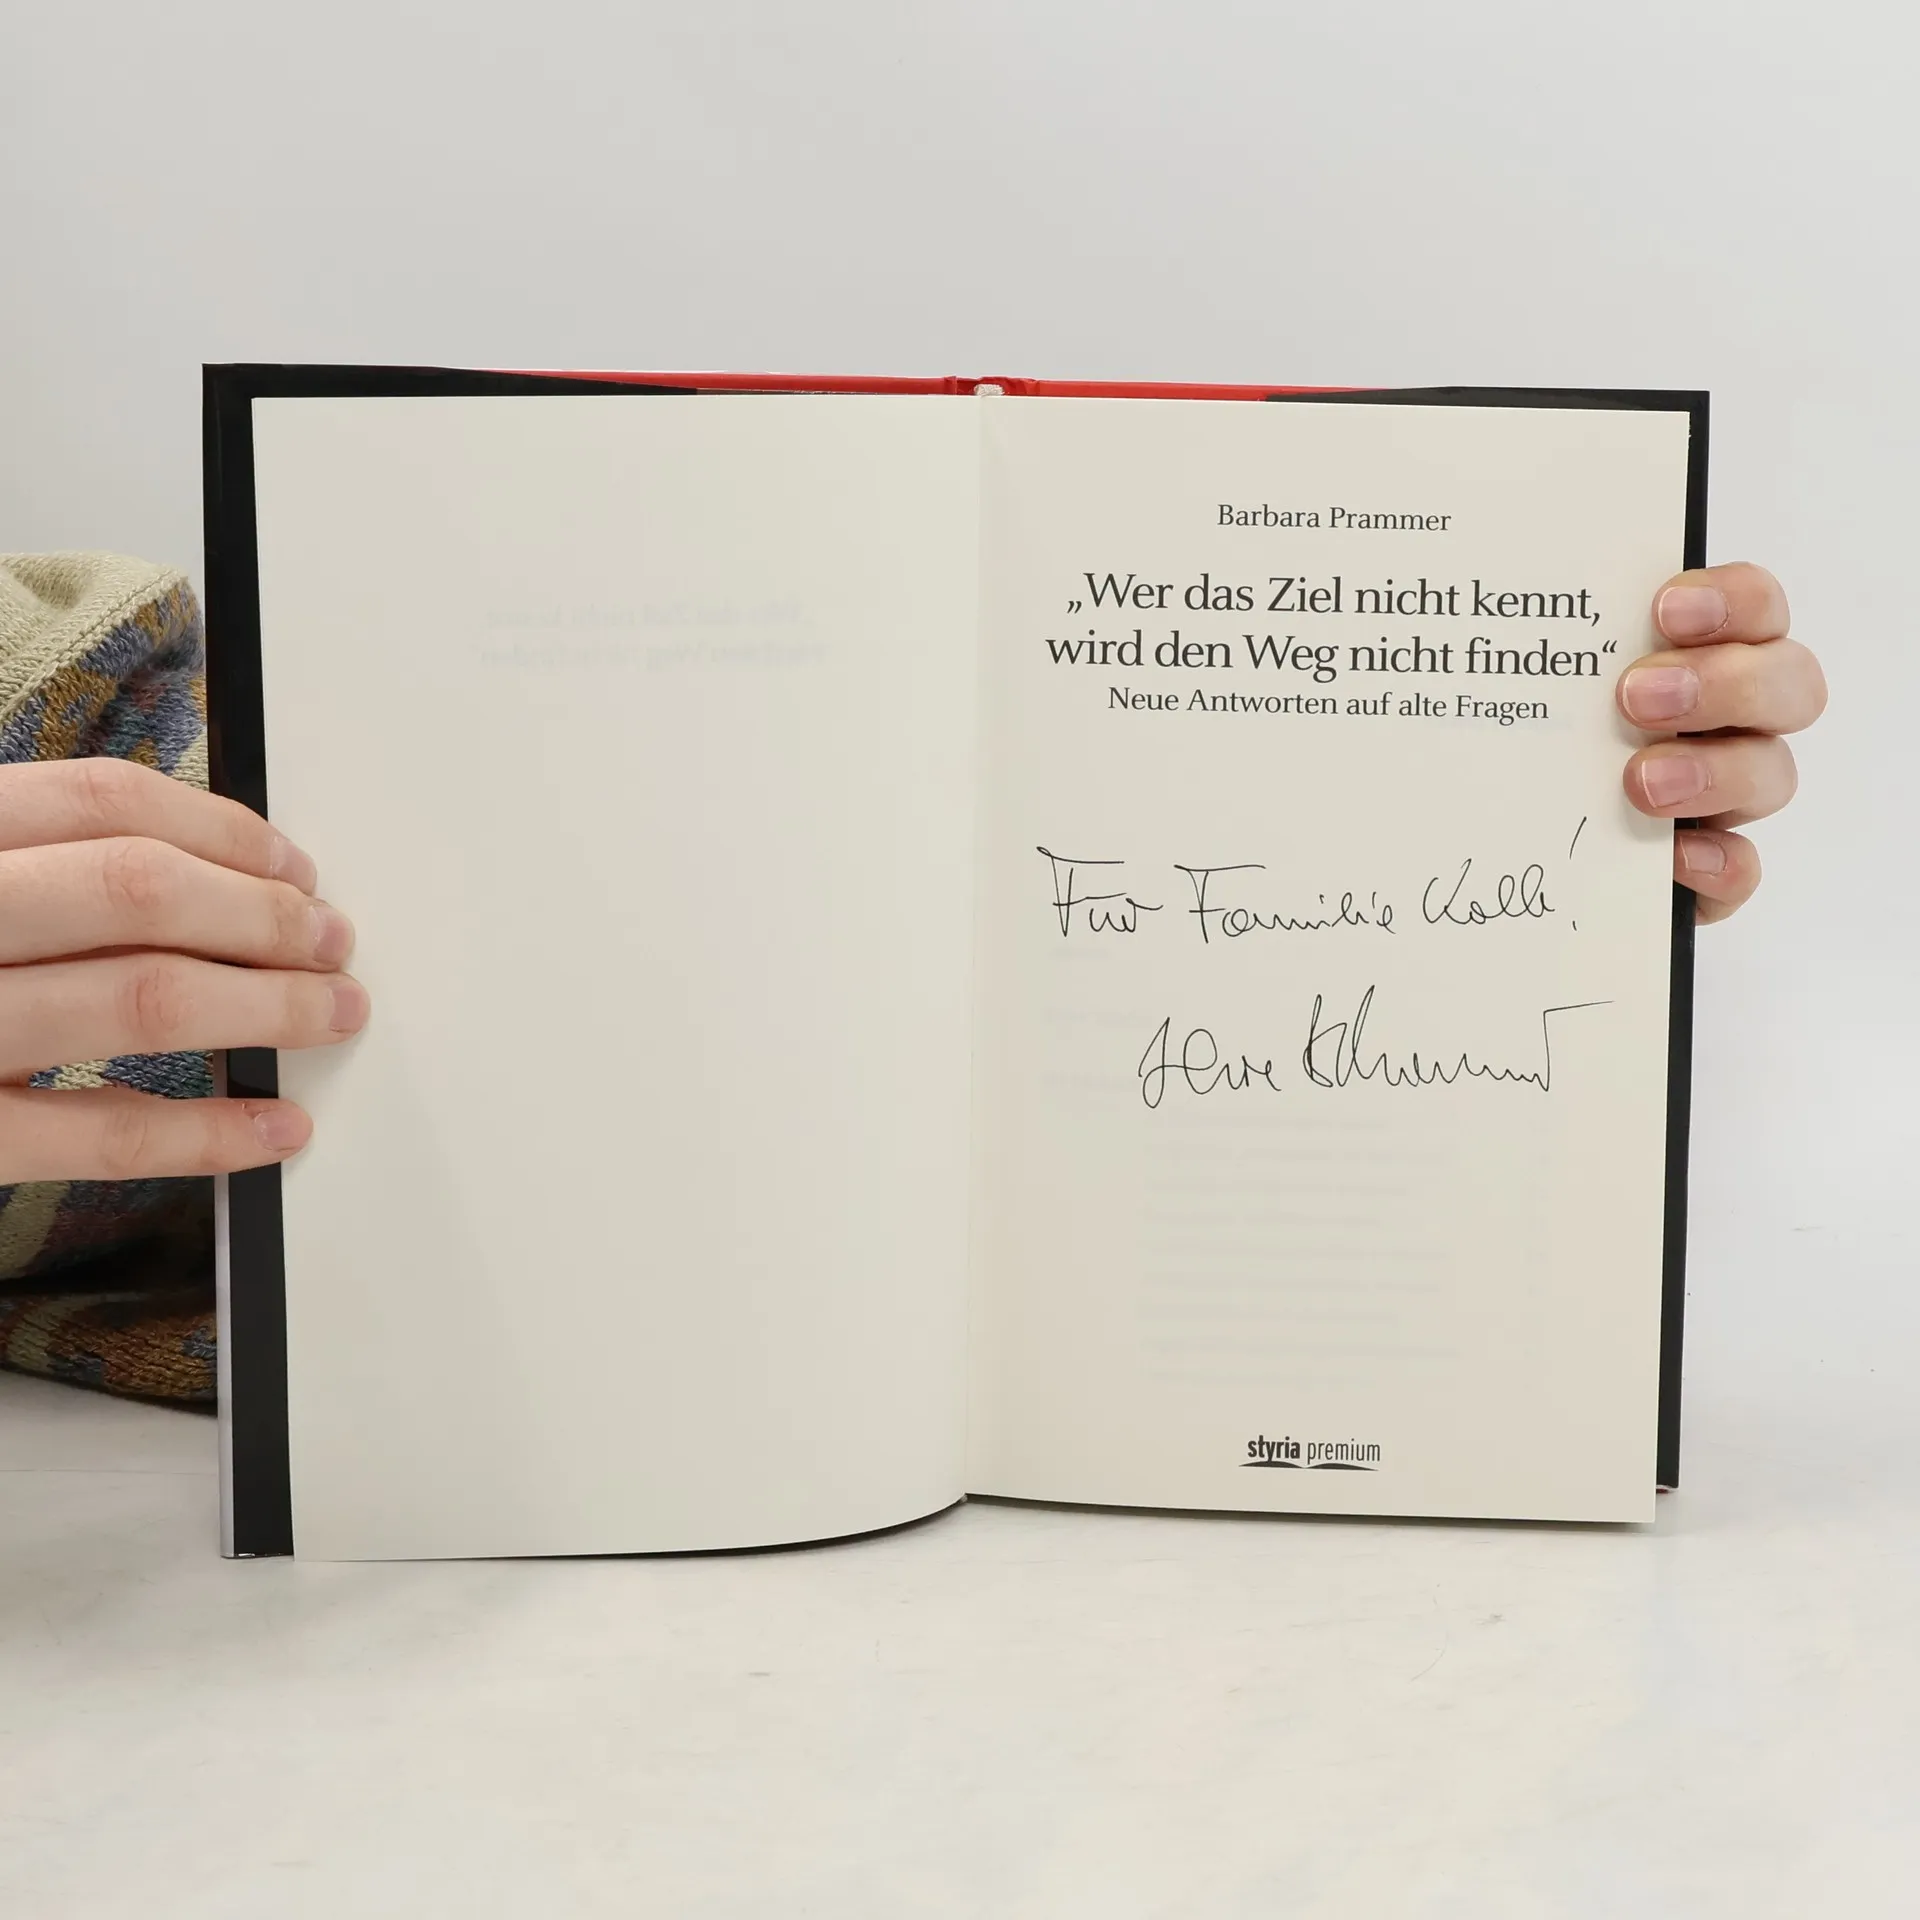 Barbara Prammer
„Wer das Ziel nicht kennt,
wird den Weg nicht finden“
Neue Antworten auf alte Fragen
Für Familie Kolb!
styria premium